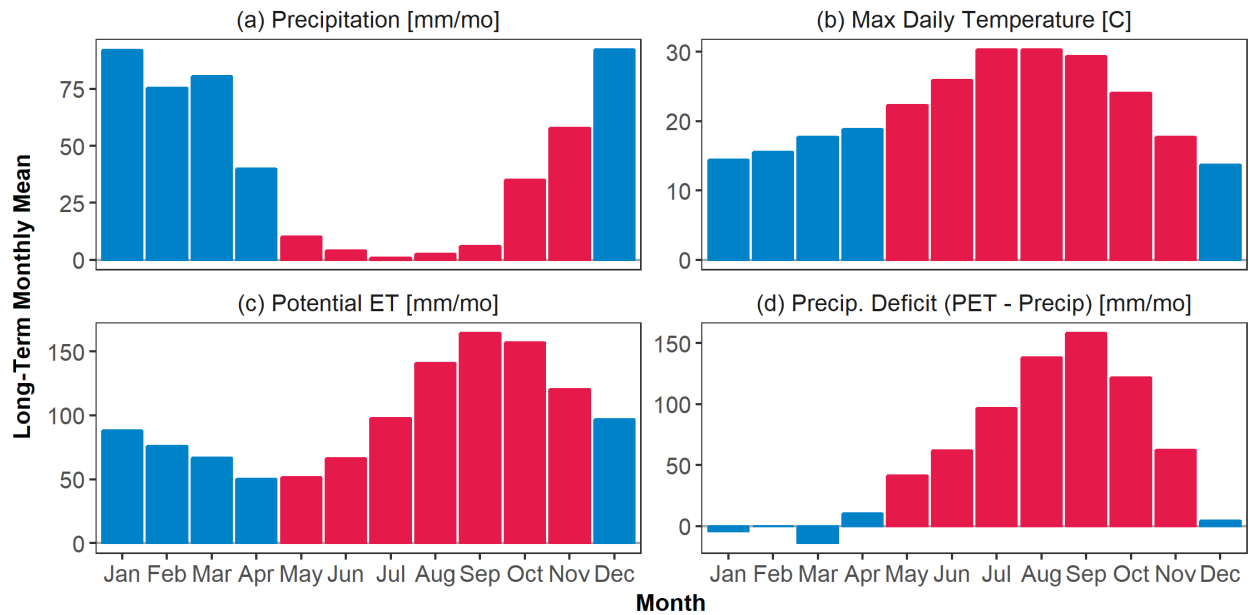 (a) Precipitation [mm/mo]
(b) Max Daily Temperature [C]
75
50
25
0
30
20
10
0
Long-Term Monthly Mean
(c) Potential ET [mm/mo]
(d) Precip. Deficit (PET - Precip) [mm/mo]
150
100
50
0
150
100
50
0
Jan Feb Mar Apr May Jun Jul Aug Sep Oct Nov Dec
Jan Feb Mar Apr May Jun Jul Aug Sep Oct Nov Dec
Month